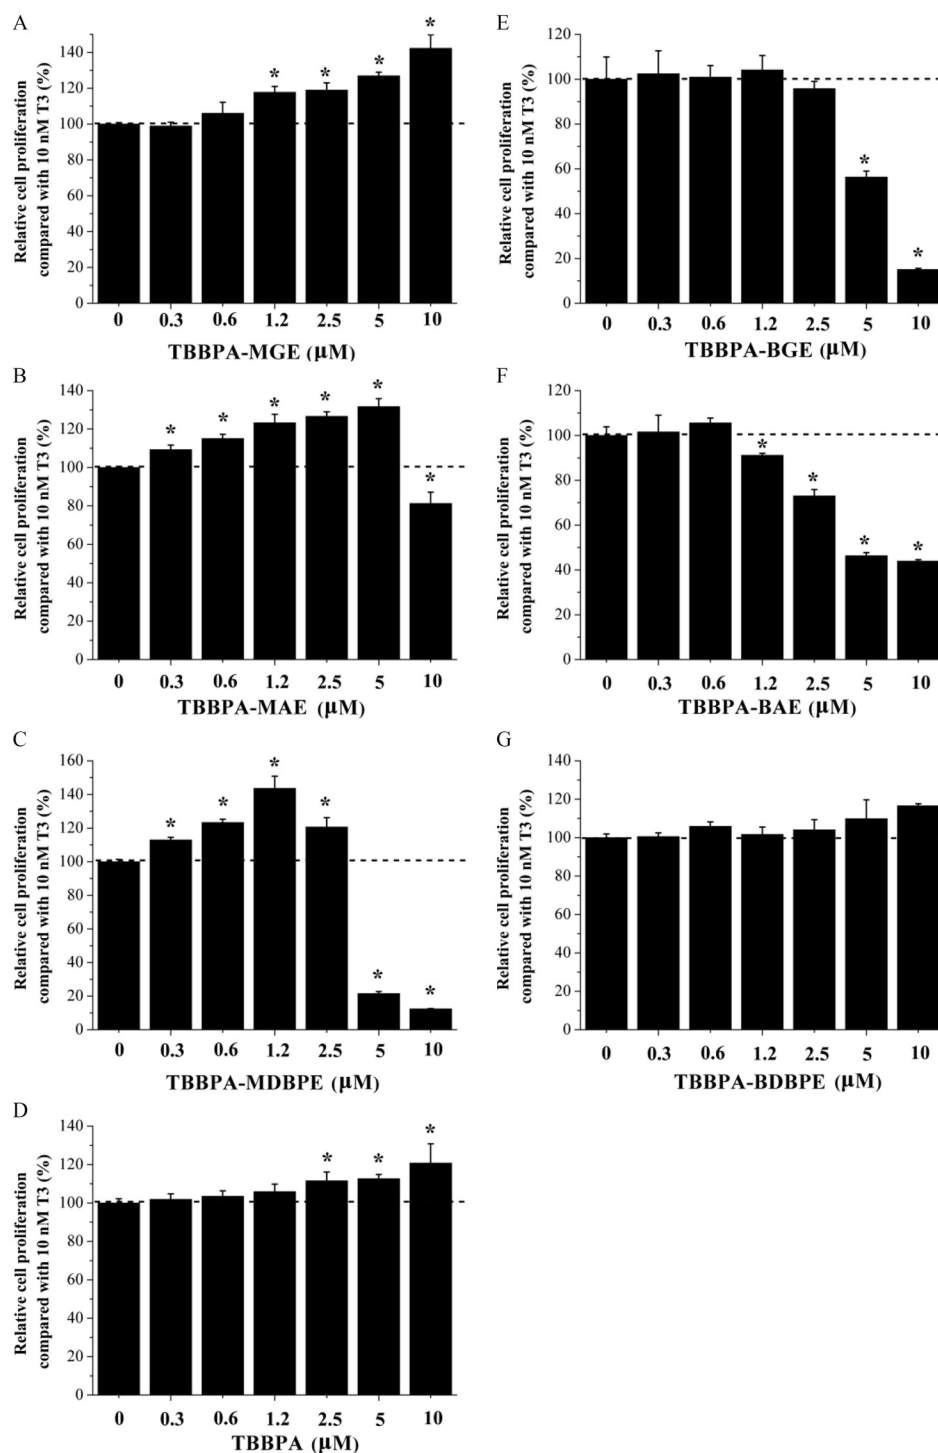 A
Relative cell proliferation
compared with 10 nM T3 (%)
140
120
100
80
60
40
20
0
* * * *
0 0.3 0.6 1.2 2.5 5 10
TBBPA-MGE (µM)
B
Relative cell proliferation
compared with 10 nM T3 (%)
140
120
100
80
60
40
20
0
* * * * * *
0 0.3 0.6 1.2 2.5 5 10
TBBPA-MAE (µM)
C
Relative cell proliferation
compared with 10 nM T3 (%)
160
140
120
100
80
60
40
20
0
* * * * * *
0 0.3 0.6 1.2 2.5 5 10
TBBPA-MDBPE (µM)
D
Relative cell proliferation
compared with 10 nM T3 (%)
140
120
100
80
60
40
20
0
* * *
0 0.3 0.6 1.2 2.5 5 10
TBBPA (µM)
E
Relative cell proliferation
compared with 10 nM T3 (%)
120
100
80
60
40
20
0
* *
0 0.3 0.6 1.2 2.5 5 10
TBBPA-BGE (µM)
F
Relative cell proliferation
compared with 10 nM T3 (%)
120
100
80
60
40
20
0
* * * *
0 0.3 0.6 1.2 2.5 5 10
TBBPA-BAE (µM)
G
Relative cell proliferation
compared with 10 nM T3 (%)
140
120
100
80
60
40
20
0
0 0.3 0.6 1.2 2.5 5 10
TBBPA-BDBPE (µM)